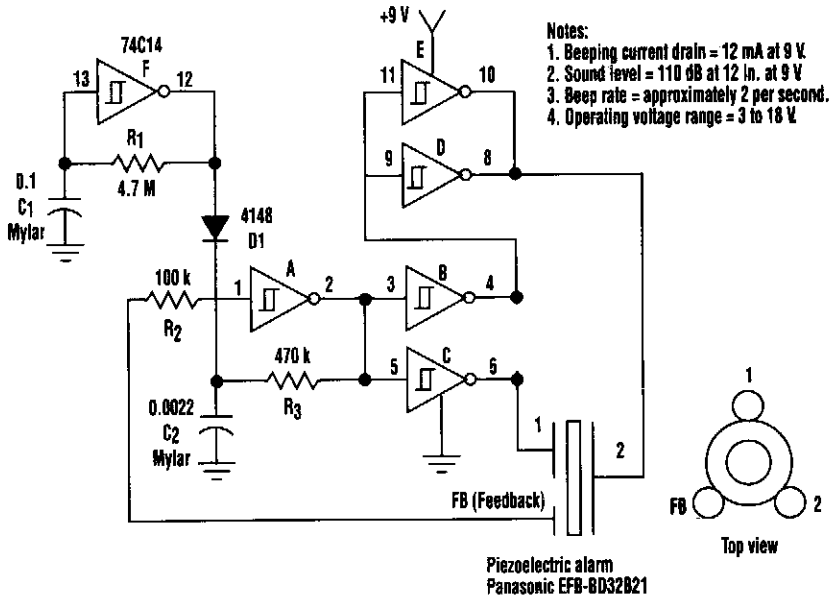 +9 V
Notes:
1. Beeping current drain = 12 mA at 9 V.
2. Sound level = 110 dB at 12 in. at 9 V
3. Beep rate = approximately 2 per second.
4. Operating voltage range = 3 to 18 V.
74C14
F
13
12
R1
4.7 M
0.1
C1
Mylar
E
11
10
D
9
8
4148
D1
100 k
R2
1
A
2
3
B
4
470 k
R3
5
C
6
0.0022
C2
Mylar
1
2
FB (Feedback)
Piezoelectric alarm
Panasonic EFB-BD32B21
1
FB
2
Top view